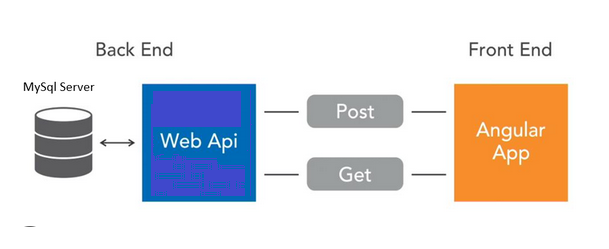 Back End
Front End
MySql Server
Web Api
Post
Get
Angular
App